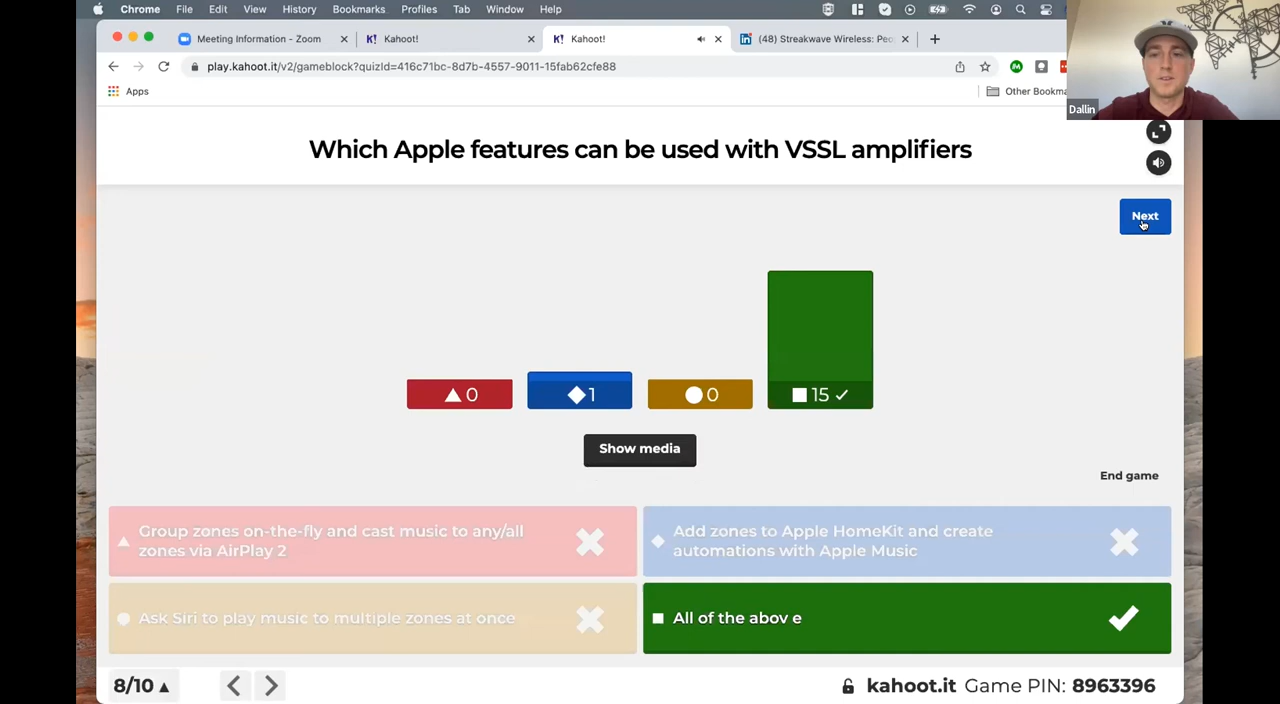 Chrome File Edit View History Bookmarks Profiles Tab Window Help
Meeting Information - Zoom
K! Kahoot!
K! Kahoot!
(48) Streakwave Wireless: Peo
play.kahoot.it/v2/gameblock?quizId=416c71bc-8d7b-4557-9011-15fab62cfe88
Apps
Other Bookma
Dallin
Which Apple features can be used with VSSL amplifiers
Next
0
1
0
15
Show media
End game
Group zones on-the-fly and cast music to any/all
zones via AirPlay 2
Add zones to Apple HomeKit and create
automations with Apple Music
Ask Siri to play music to multiple zones at once
All of the abov e
8/10
kahoot.it Game PIN: 8963396